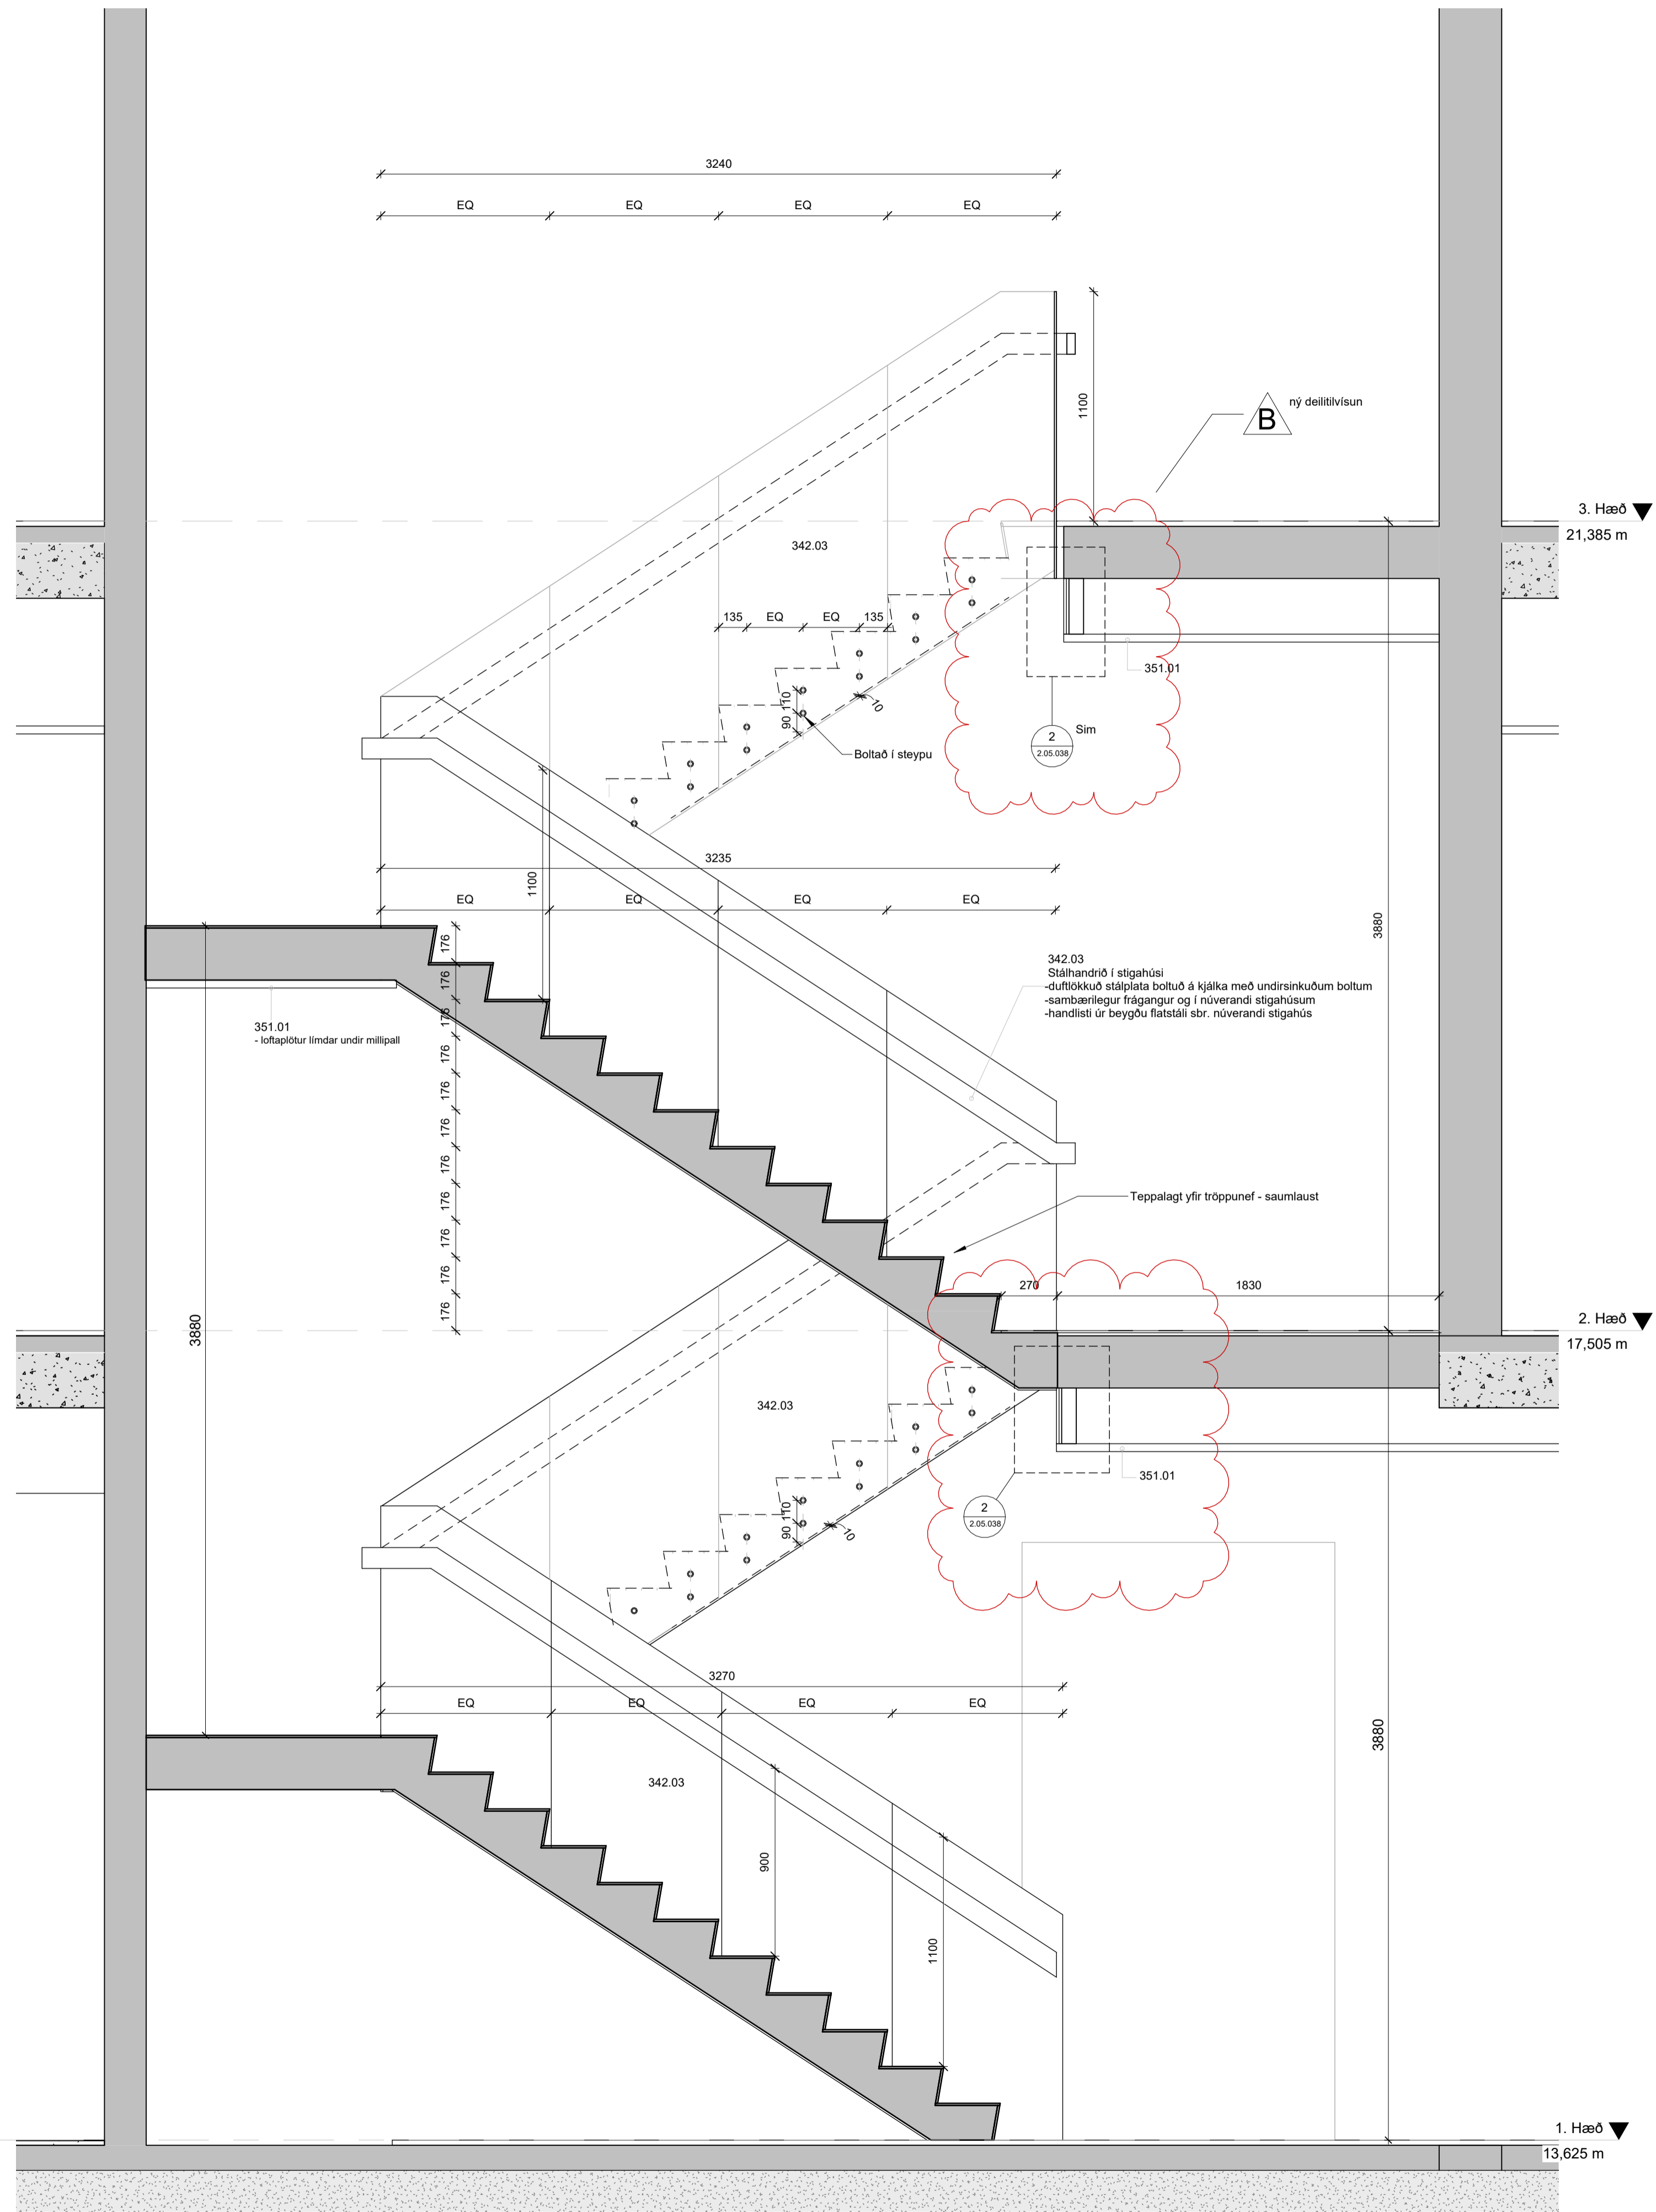 3240
EQ
EQ
EQ
EQ
1100
B
ný deilitilvísun
3. Hæð
21,385 m
342.03
135
EQ
EQ
135
351.01
110
90
10
Boltað í steypu
2
2.05.038
Sim
3235
EQ
EQ
EQ
EQ
1100
3880
176
176
176
176
176
176
176
176
176
176
176
342.03
Stálhandrið í stigahúsi
-duftlökkuð stálplata boltuð á kjálka með undirsinkuðum boltum
-sambærilegur frágangur og í núverandi stigahúsum
-handlisti úr beygðu flatstáli sbr. núverandi stigahús
351.01
- loftaplötur límdar undir millipall
Teppalagt yfir tröppunef - saumlaust
270
1830
3880
2. Hæð
17,505 m
342.03
351.01
110
90
10
2
2.05.038
3270
EQ
EQ
EQ
EQ
3880
342.03
900
1100
1. Hæð
13,625 m